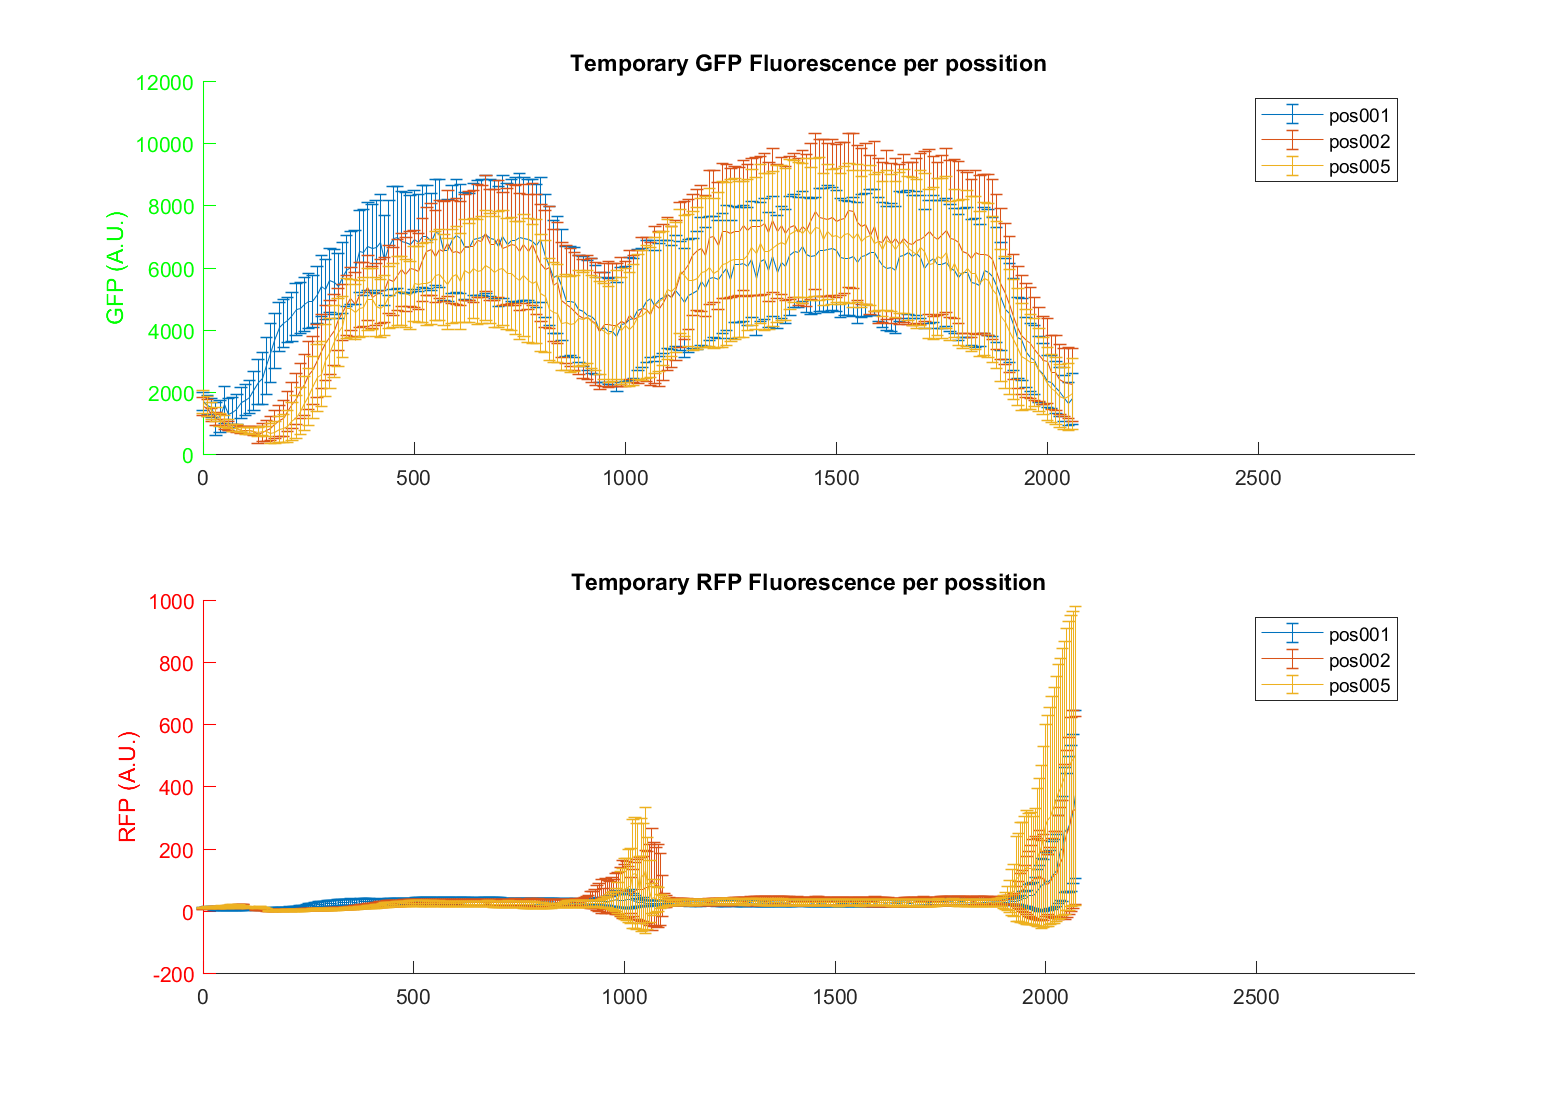 Temporary GFP Fluorescence per possition
12000
10000
8000
6000
4000
2000
0
GFP (A.U.)
pos001
pos002
pos005
0 500 1000 1500 2000 2500
Temporary RFP Fluorescence per possition
1000
800
600
400
200
0
-200
RFP (A.U.)
pos001
pos002
pos005
0 500 1000 1500 2000 2500